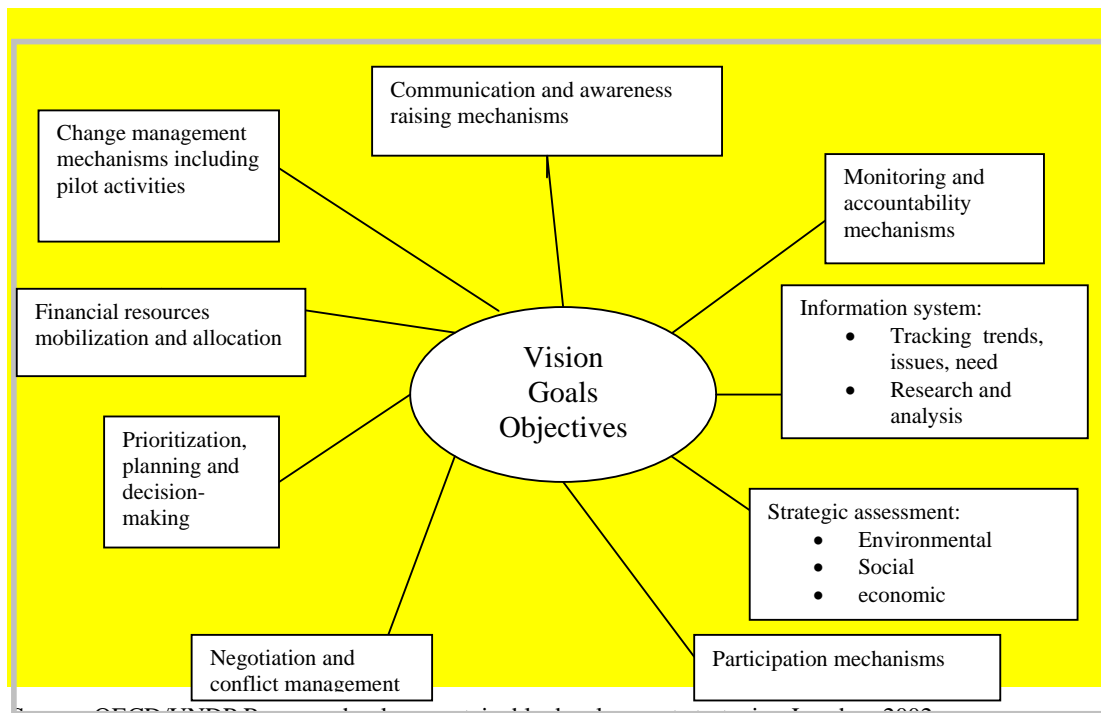 Communication and awareness
raising mechanisms
Change management
mechanisms including
pilot activities
Monitoring and
accountability
mechanisms
Financial resources
mobilization and allocation
Information system:
• Tracking trends,
issues, need
• Research and
analysis
Vision
Goals
Objectives
Prioritization,
planning and
decision-
making
Strategic assessment:
• Environmental
• Social
• economic
Negotiation and
conflict management
Participation mechanisms
OECD/UNDP